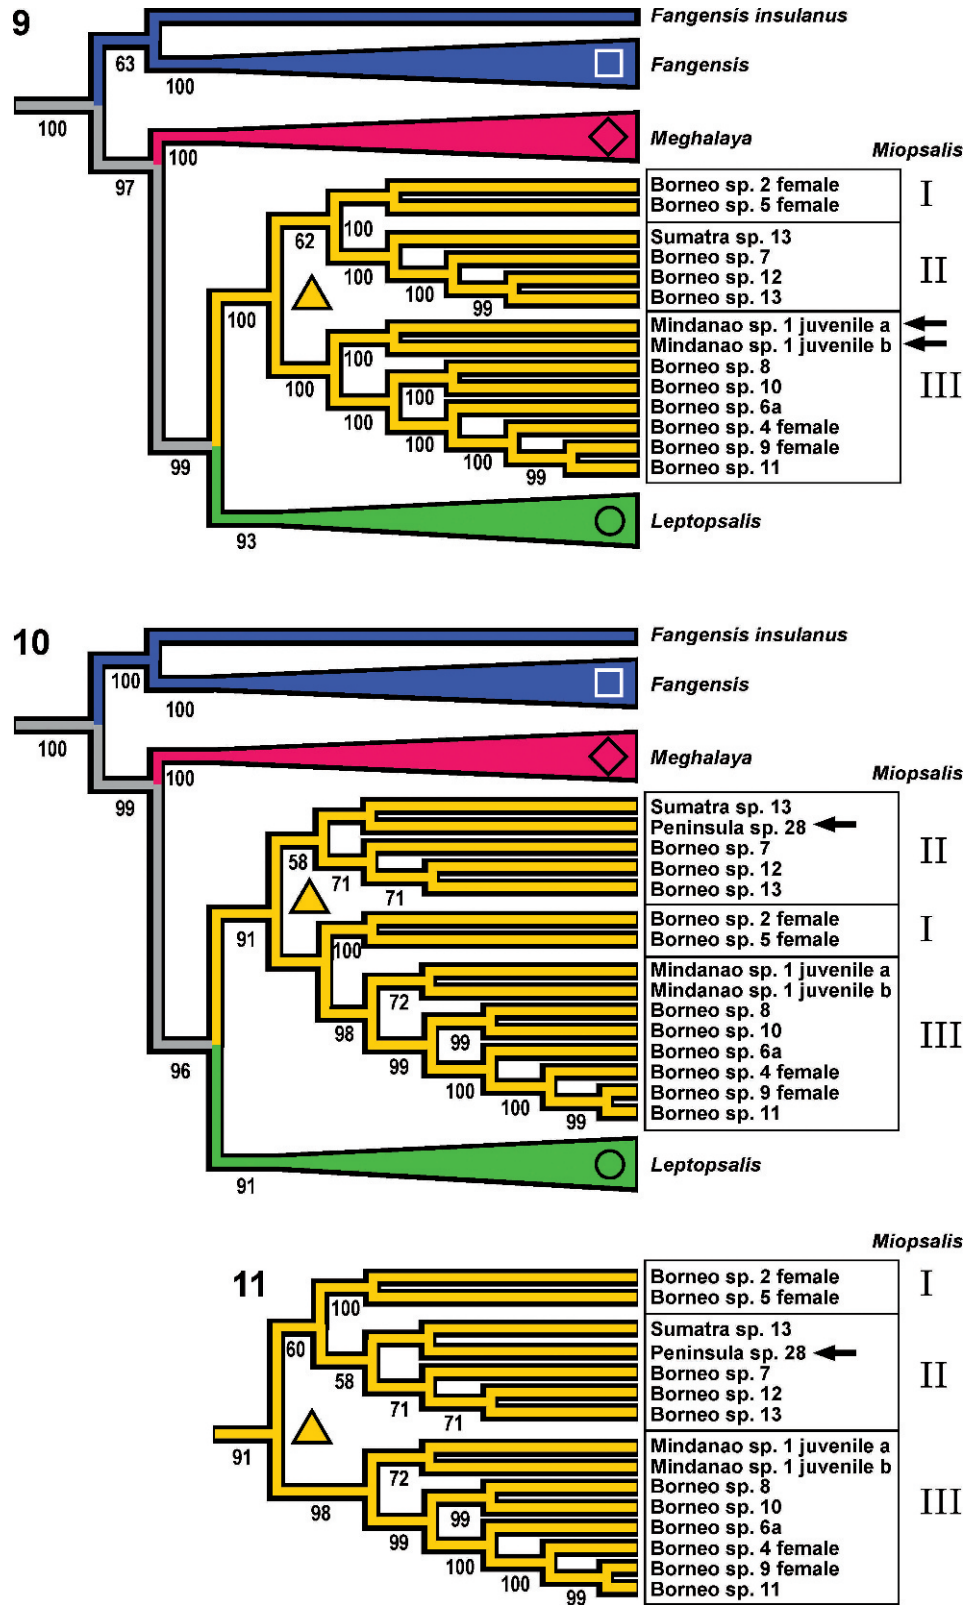 9
Fangensis insulanus
63
Fangensis
100
100
Meghalaya
Miopsalis
100
97
Borneo sp. 2 female
Borneo sp. 5 female
I
100
62
Sumatra sp. 13
Borneo sp. 7
Borneo sp. 12
Borneo sp. 13
II
100
100
99
100
Mindanao sp. 1 juvenile a
Mindanao sp. 1 juvenile b
Borneo sp. 8
Borneo sp. 10
Borneo sp. 6a
Borneo sp. 4 female
Borneo sp. 9 female
Borneo sp. 11
III
100
100
100
100
100
100
99
99
Leptopsalis
93
10
Fangensis insulanus
100
Fangensis
100
100
Meghalaya
100
Miopsalis
99
Sumatra sp. 13
Peninsula sp. 28
Borneo sp. 7
Borneo sp. 12
Borneo sp. 13
II
58
71
71
91
Borneo sp. 2 female
Borneo sp. 5 female
I
100
Mindanao sp. 1 juvenile a
Mindanao sp. 1 juvenile b
Borneo sp. 8
Borneo sp. 10
Borneo sp. 6a
Borneo sp. 4 female
Borneo sp. 9 female
Borneo sp. 11
III
72
98
99
99
100
100
99
96
Leptopsalis
91
Miopsalis
11
Borneo sp. 2 female
Borneo sp. 5 female
I
100
60
Sumatra sp. 13
Peninsula sp. 28
Borneo sp. 7
Borneo sp. 12
Borneo sp. 13
II
58
71
71
91
Mindanao sp. 1 juvenile a
Mindanao sp. 1 juvenile b
Borneo sp. 8
Borneo sp. 10
Borneo sp. 6a
Borneo sp. 4 female
Borneo sp. 9 female
Borneo sp. 11
III
72
98
99
99
100
100
99